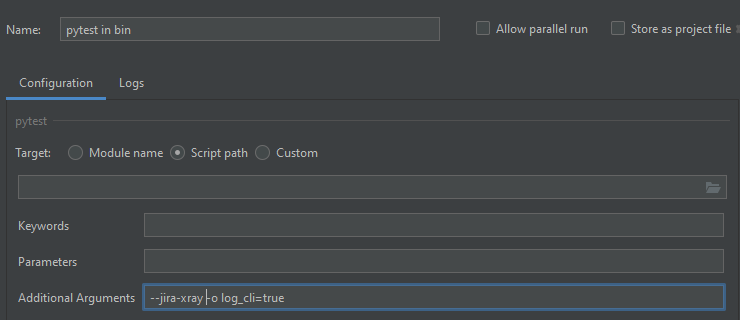 Name: pytest in bin Allow parallel run Store as project file
Configuration Logs
pytest
Target: Module name Script path Custom
Keywords
Parameters
Additional Arguments --jira-xray -o log_cli=true